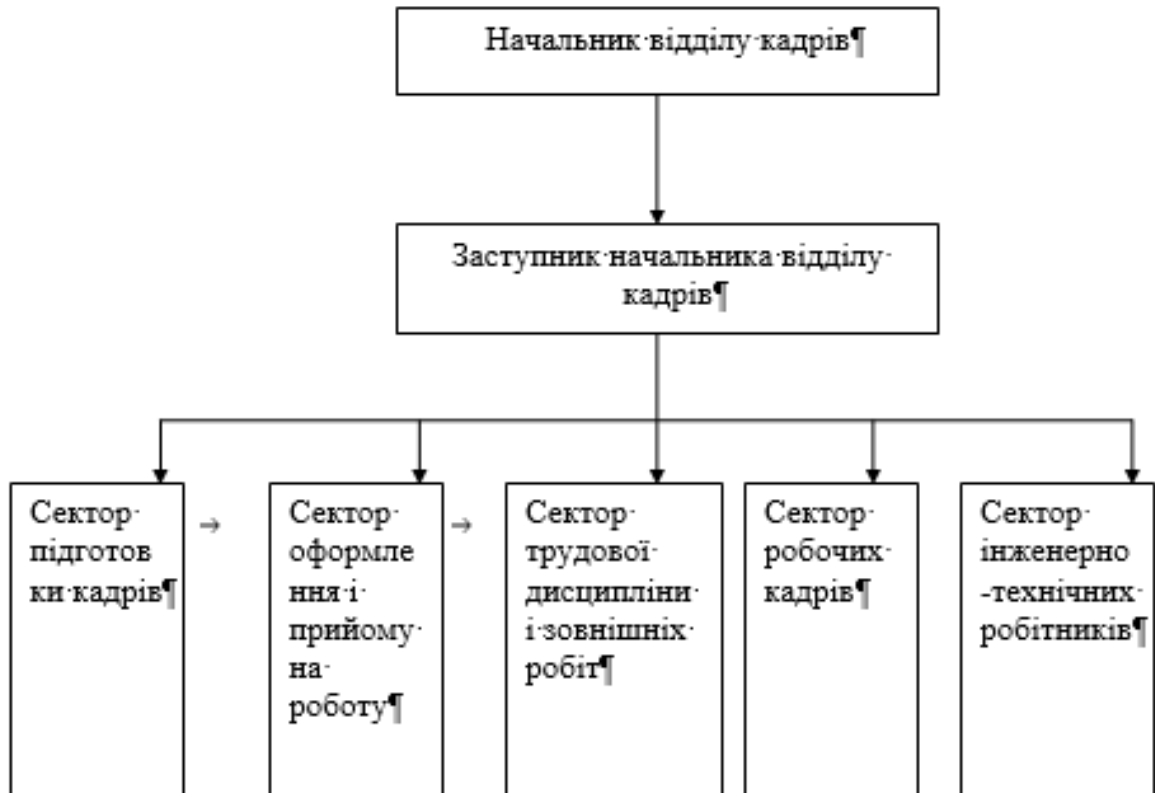 Начальник·відділу·кадрів¶
Заступник·начальника·відділу·
кадрів¶
Сектор·
підготов
ки·кадрів¶
→
Сектор·
оформле
ння·і·
прийому·
на·
роботу¶
→
Сектор·
трудової·
дисципліни·
і·зовнішніх·
робіт¶
Сектор·
робочих·
кадрів¶
Сектор·
інженерно
-технічних·
робітників¶